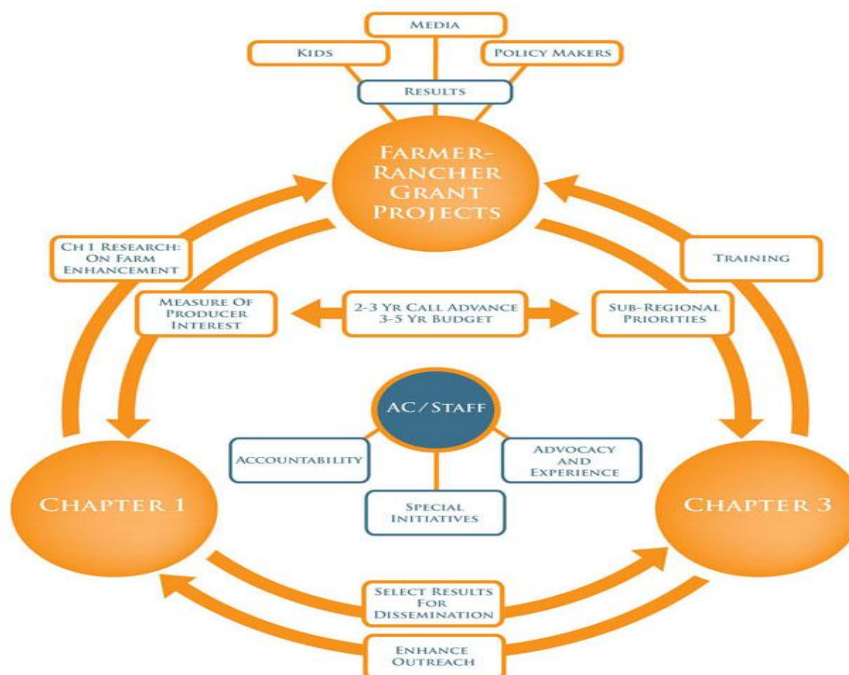 MEDIA
KIDS
POLICY MAKERS
RESULTS
FARMER-
RANCHER
GRANT
PROJECTS
CH 1 RESEARCH:
ON FARM
ENHANCEMENT
TRAINING
MEASURE OF
PRODUCER
INTEREST
2-3 YR CALL ADVANCE
3-5 YR BUDGET
SUB-REGIONAL
PRIORITIES
AC/STAFF
ACCOUNTABILITY
ADVOCACY
AND
EXPERIENCE
SPECIAL
INITIATIVES
CHAPTER 1
CHAPTER 3
SELECT RESULTS
FOR
DISSEMINATION
ENHANCE
OUTREACH